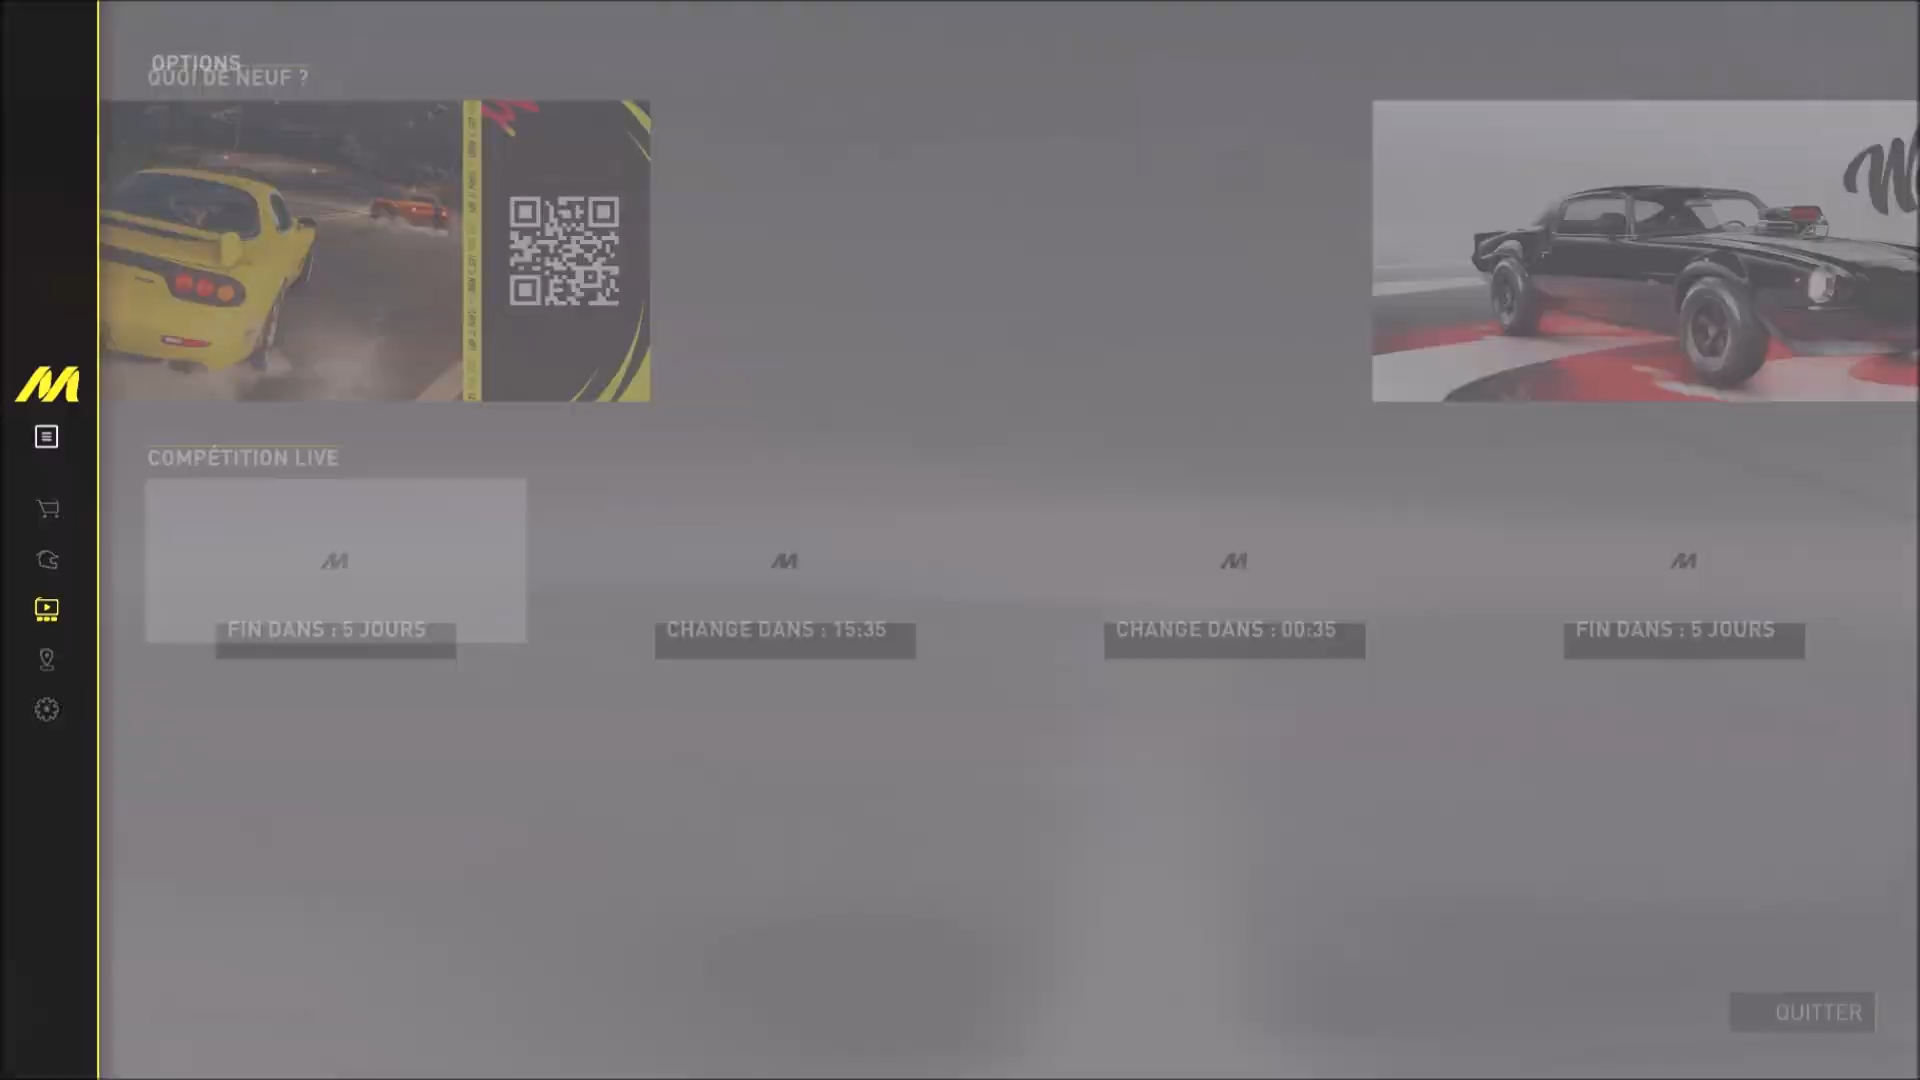 OPTIONS
QUOI DE NEUF ?
COMPÉTITION LIVE
FIN DANS : 5 JOURS
CHANGE DANS : 15:35
CHANGE DANS : 00:35
FIN DANS : 5 JOURS
QUITTER